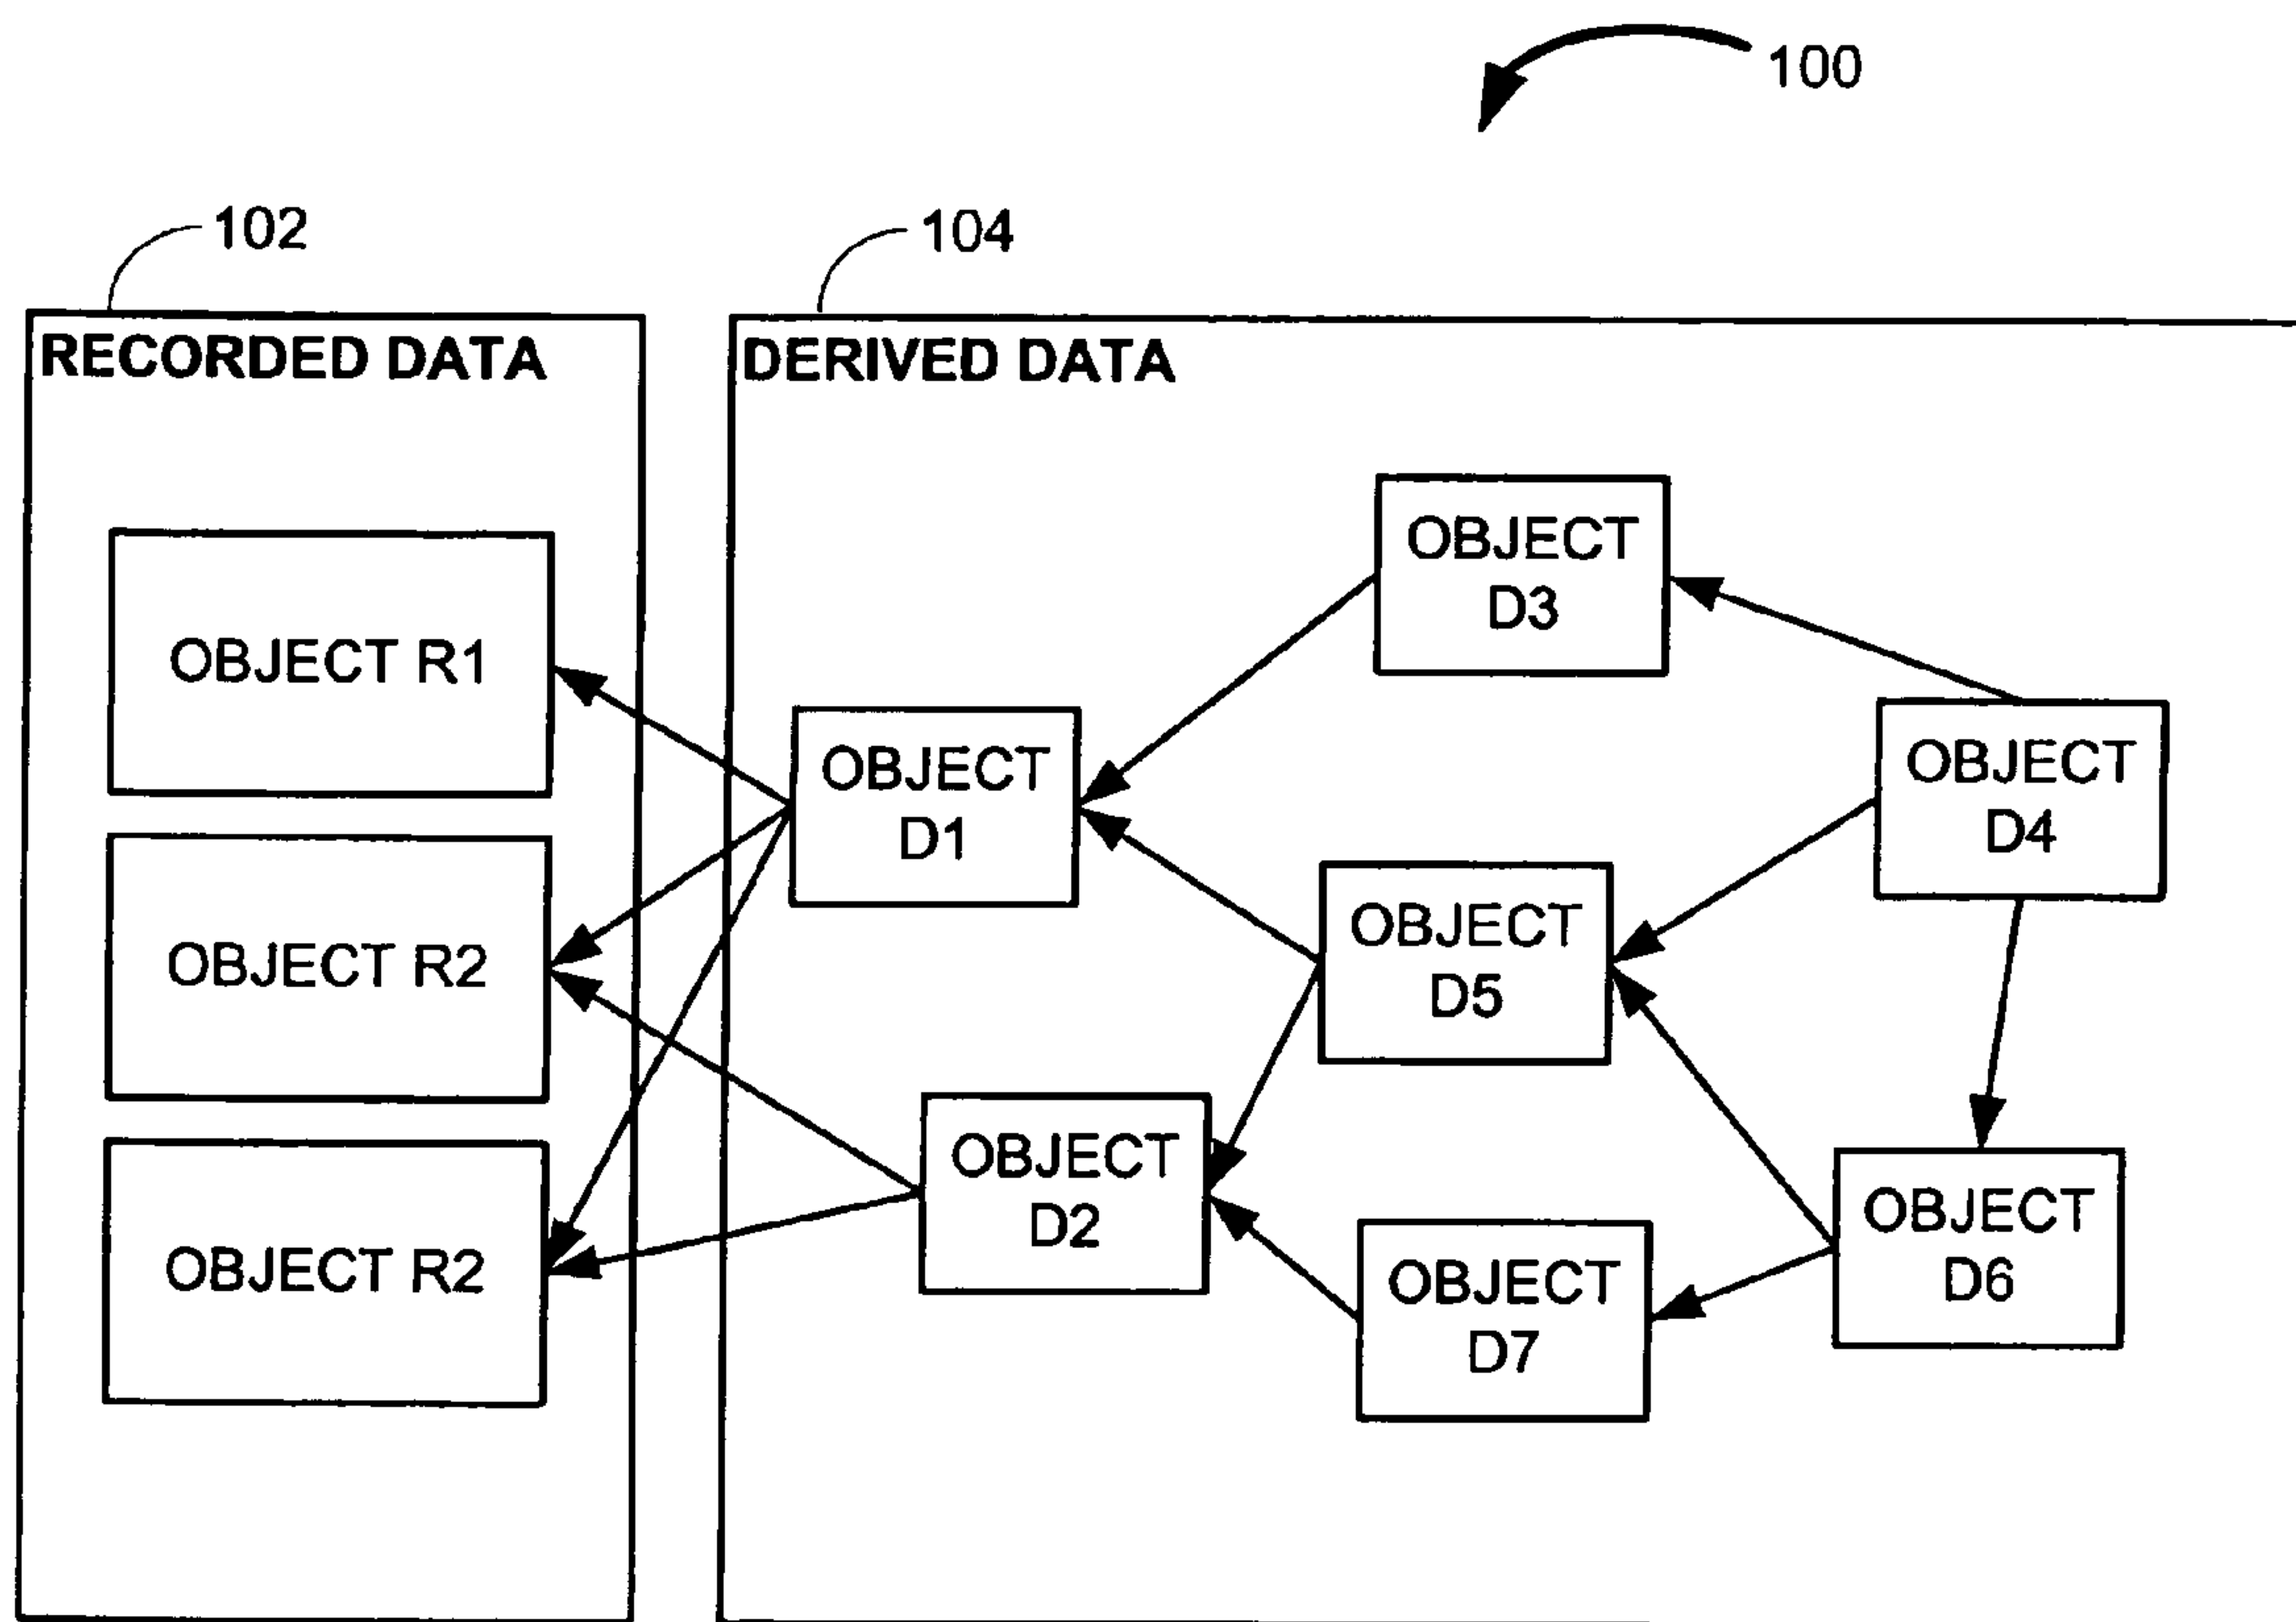 100
102
104
RECORDED DATA
DERIVED DATA
OBJECT R1
OBJECT R2
OBJECT R2
OBJECT
D1
OBJECT
D2
OBJECT
D3
OBJECT
D5
OBJECT
D7
OBJECT
D4
OBJECT
D6